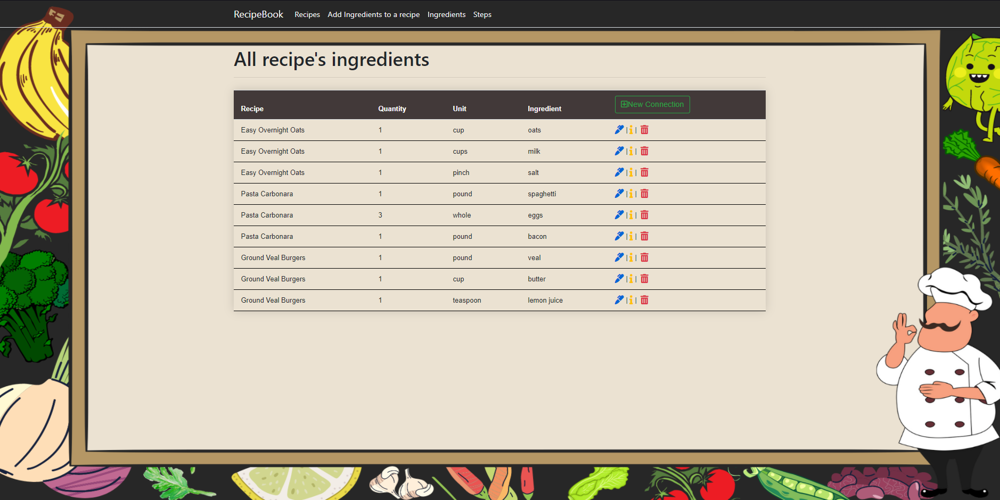 RecipeBook Recipes Add Ingredients to a recipe Ingredients Steps
All recipe's ingredients
Recipe Quantity Unit Ingredient New Connection
Easy Overnight Oats 1 cup oats | |
Easy Overnight Oats 1 cups milk | |
Easy Overnight Oats 1 pinch salt | |
Pasta Carbonara 1 pound spaghetti | |
Pasta Carbonara 3 whole eggs | |
Pasta Carbonara 1 pound bacon | |
Ground Veal Burgers 1 pound veal | |
Ground Veal Burgers 1 cup butter | |
Ground Veal Burgers 1 teaspoon lemon juice | |